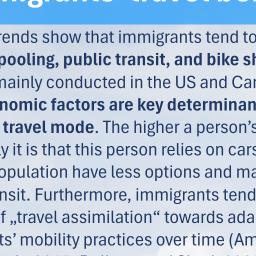 migrants' travel be
rends show that immigrants tend to
pooling, public transit, and bike sh
mainly conducted in the US and Can
nomic factors are key determinan
travel mode. The higher a person's
y it is that this person relies on cars
opulation have less options and ma
nsit. Furthermore, immigrants tend
f „travel assimilation“ towards ada
ts' mobility practices over time (Am